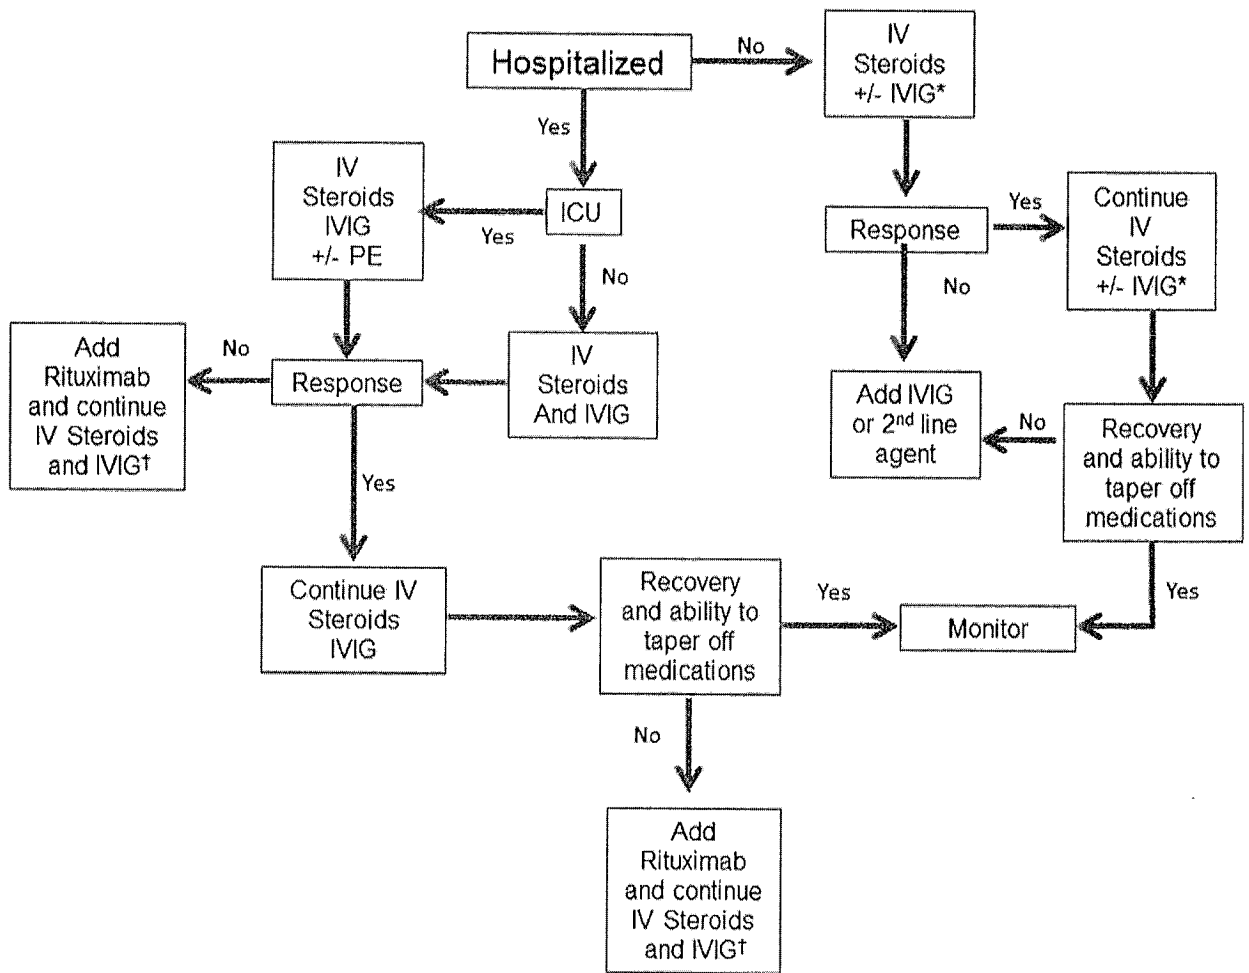 Hospitalized
No
IV
Steroids
+/- IVIG*
Yes
IV
Steroids
IVIG
+/- PE
Yes
ICU
No
Response
Yes
Continue
IV
Steroids
+/- IVIG*
No
Add
Rituximab
and continue
IV Steroids
and IVIG†
No
Response
IV
Steroids
And IVIG
Add IVIG
or 2nd line
agent
No
Recovery
and ability to
taper off
medications
Yes
Continue IV
Steroids
IVIG
Recovery
and ability to
taper off
medications
Yes
Monitor
Yes
No
Add
Rituximab
and continue
IV Steroids
and IVIG†